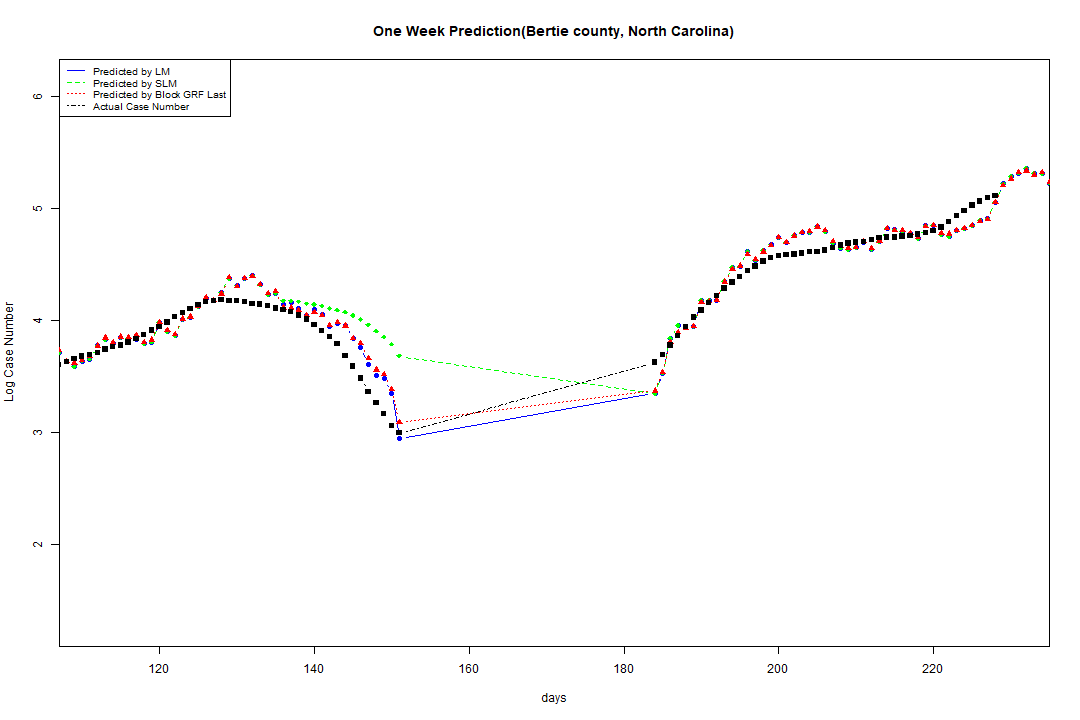 One Week Prediction(Bertie county, North Carolina)
Predicted by LM
Predicted by SLM
Predicted by Block GRF Last
Actual Case Number
6
5
4
3
2
Log Case Number
120 140 160 180 200 220
days